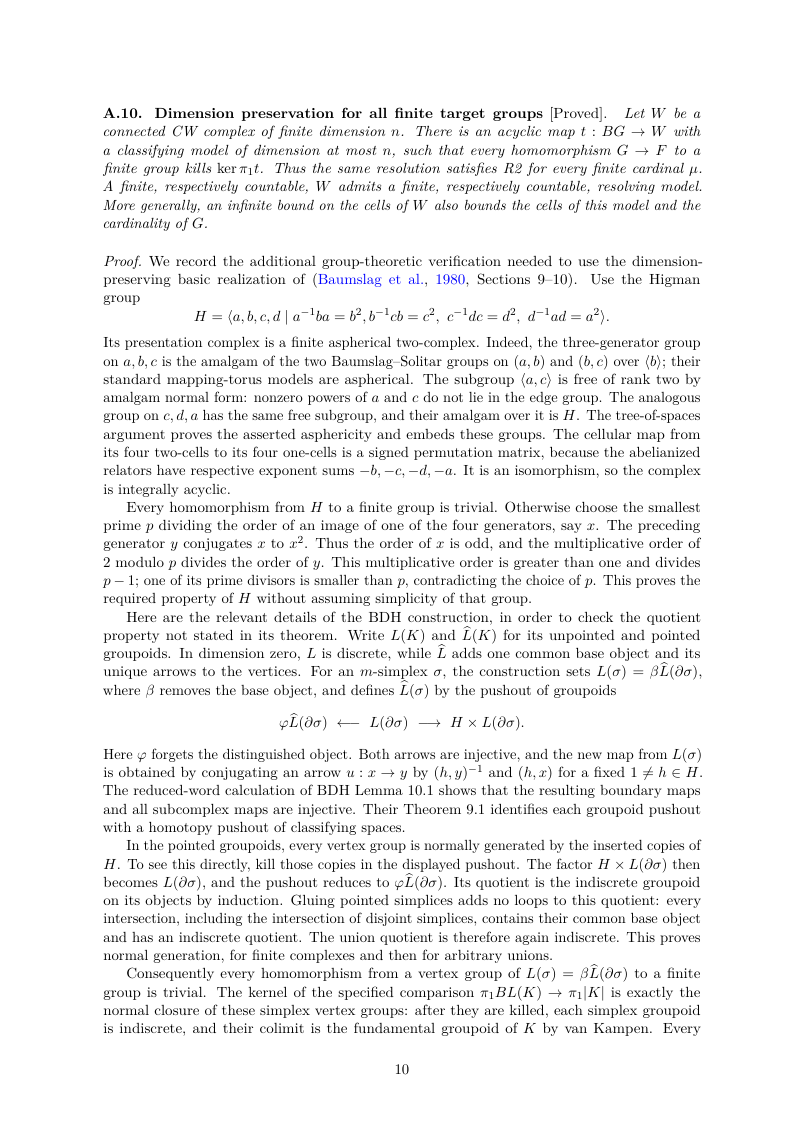 A.10. Dimension preservation for all finite target groups [Proved]. Let W be a
connected CW complex of finite dimension n. There is an acyclic map t : BG → W with
a classifying model of dimension at most n, such that every homomorphism G → F to a
finite group kills ker π₁t. Thus the same resolution satisfies R2 for every finite cardinal μ.
A finite, respectively countable, W admits a finite, respectively countable, resolving model.
More generally, an infinite bound on the cells of W also bounds the cells of this model and the
cardinality of G.
Proof. We record the additional group-theoretic verification needed to use the dimension-
preserving basic realization of (Baumslag et al., 1980, Sections 9–10). Use the Higman
group
H = ⟨a, b, c, d | a⁻¹ba = b², b⁻¹cb = c², c⁻¹dc = d², d⁻¹ad = a²⟩.
Its presentation complex is a finite aspherical two-complex. Indeed, the three-generator group
on a, b, c is the amalgam of the two Baumslag–Solitar groups on (a, b) and (b, c) over ⟨b⟩; their
standard mapping-torus models are aspherical. The subgroup ⟨a, c⟩ is free of rank two by
amalgam normal form: nonzero powers of a and c do not lie in the edge group. The analogous
group on c, d, a has the same free subgroup, and their amalgam over it is H. The tree-of-spaces
argument proves the asserted asphericity and embeds these groups. The cellular map from
its four two-cells to its four one-cells is a signed permutation matrix, because the abelianized
relators have respective exponent sums −b, −c, −d, −a. It is an isomorphism, so the complex
is integrally acyclic.
Every homomorphism from H to a finite group is trivial. Otherwise choose the smallest
prime p dividing the order of an image of one of the four generators, say x. The preceding
generator y conjugates x to x². Thus the order of x is odd, and the multiplicative order of
2 modulo p divides the order of y. This multiplicative order is greater than one and divides
p − 1; one of its prime divisors is smaller than p, contradicting the choice of p. This proves the
required property of H without assuming simplicity of that group.
Here are the relevant details of the BDH construction, in order to check the quotient
property not stated in its theorem. Write L(K) and L̂(K) for its unpointed and pointed
groupoids. In dimension zero, L is discrete, while L̂ adds one common base object and its
unique arrows to the vertices. For an m-simplex σ, the construction sets L(σ) = βL̂(∂σ),
where β removes the base object, and defines L̂(σ) by the pushout of groupoids
φL̂(∂σ) ⟵ L(∂σ) ⟶ H × L(∂σ).
Here φ forgets the distinguished object. Both arrows are injective, and the new map from L(σ)
is obtained by conjugating an arrow u : x → y by (h, y)⁻¹ and (h, x) for a fixed 1 ≠ h ∈ H.
The reduced-word calculation of BDH Lemma 10.1 shows that the resulting boundary maps
and all subcomplex maps are injective. Their Theorem 9.1 identifies each groupoid pushout
with a homotopy pushout of classifying spaces.
In the pointed groupoids, every vertex group is normally generated by the inserted copies of
H. To see this directly, kill those copies in the displayed pushout. The factor H × L(∂σ) then
becomes L(∂σ), and the pushout reduces to φL̂(∂σ). Its quotient is the indiscrete groupoid
on its objects by induction. Gluing pointed simplices adds no loops to this quotient: every
intersection, including the intersection of disjoint simplices, contains their common base object
and has an indiscrete quotient. The union quotient is therefore again indiscrete. This proves
normal generation, for finite complexes and then for arbitrary unions.
Consequently every homomorphism from a vertex group of L(σ) = βL̂(∂σ) to a finite
group is trivial. The kernel of the specified comparison π₁BL(K) → π₁|K| is exactly the
normal closure of these simplex vertex groups: after they are killed, each simplex groupoid
is indiscrete, and their colimit is the fundamental groupoid of K by van Kampen. Every
10